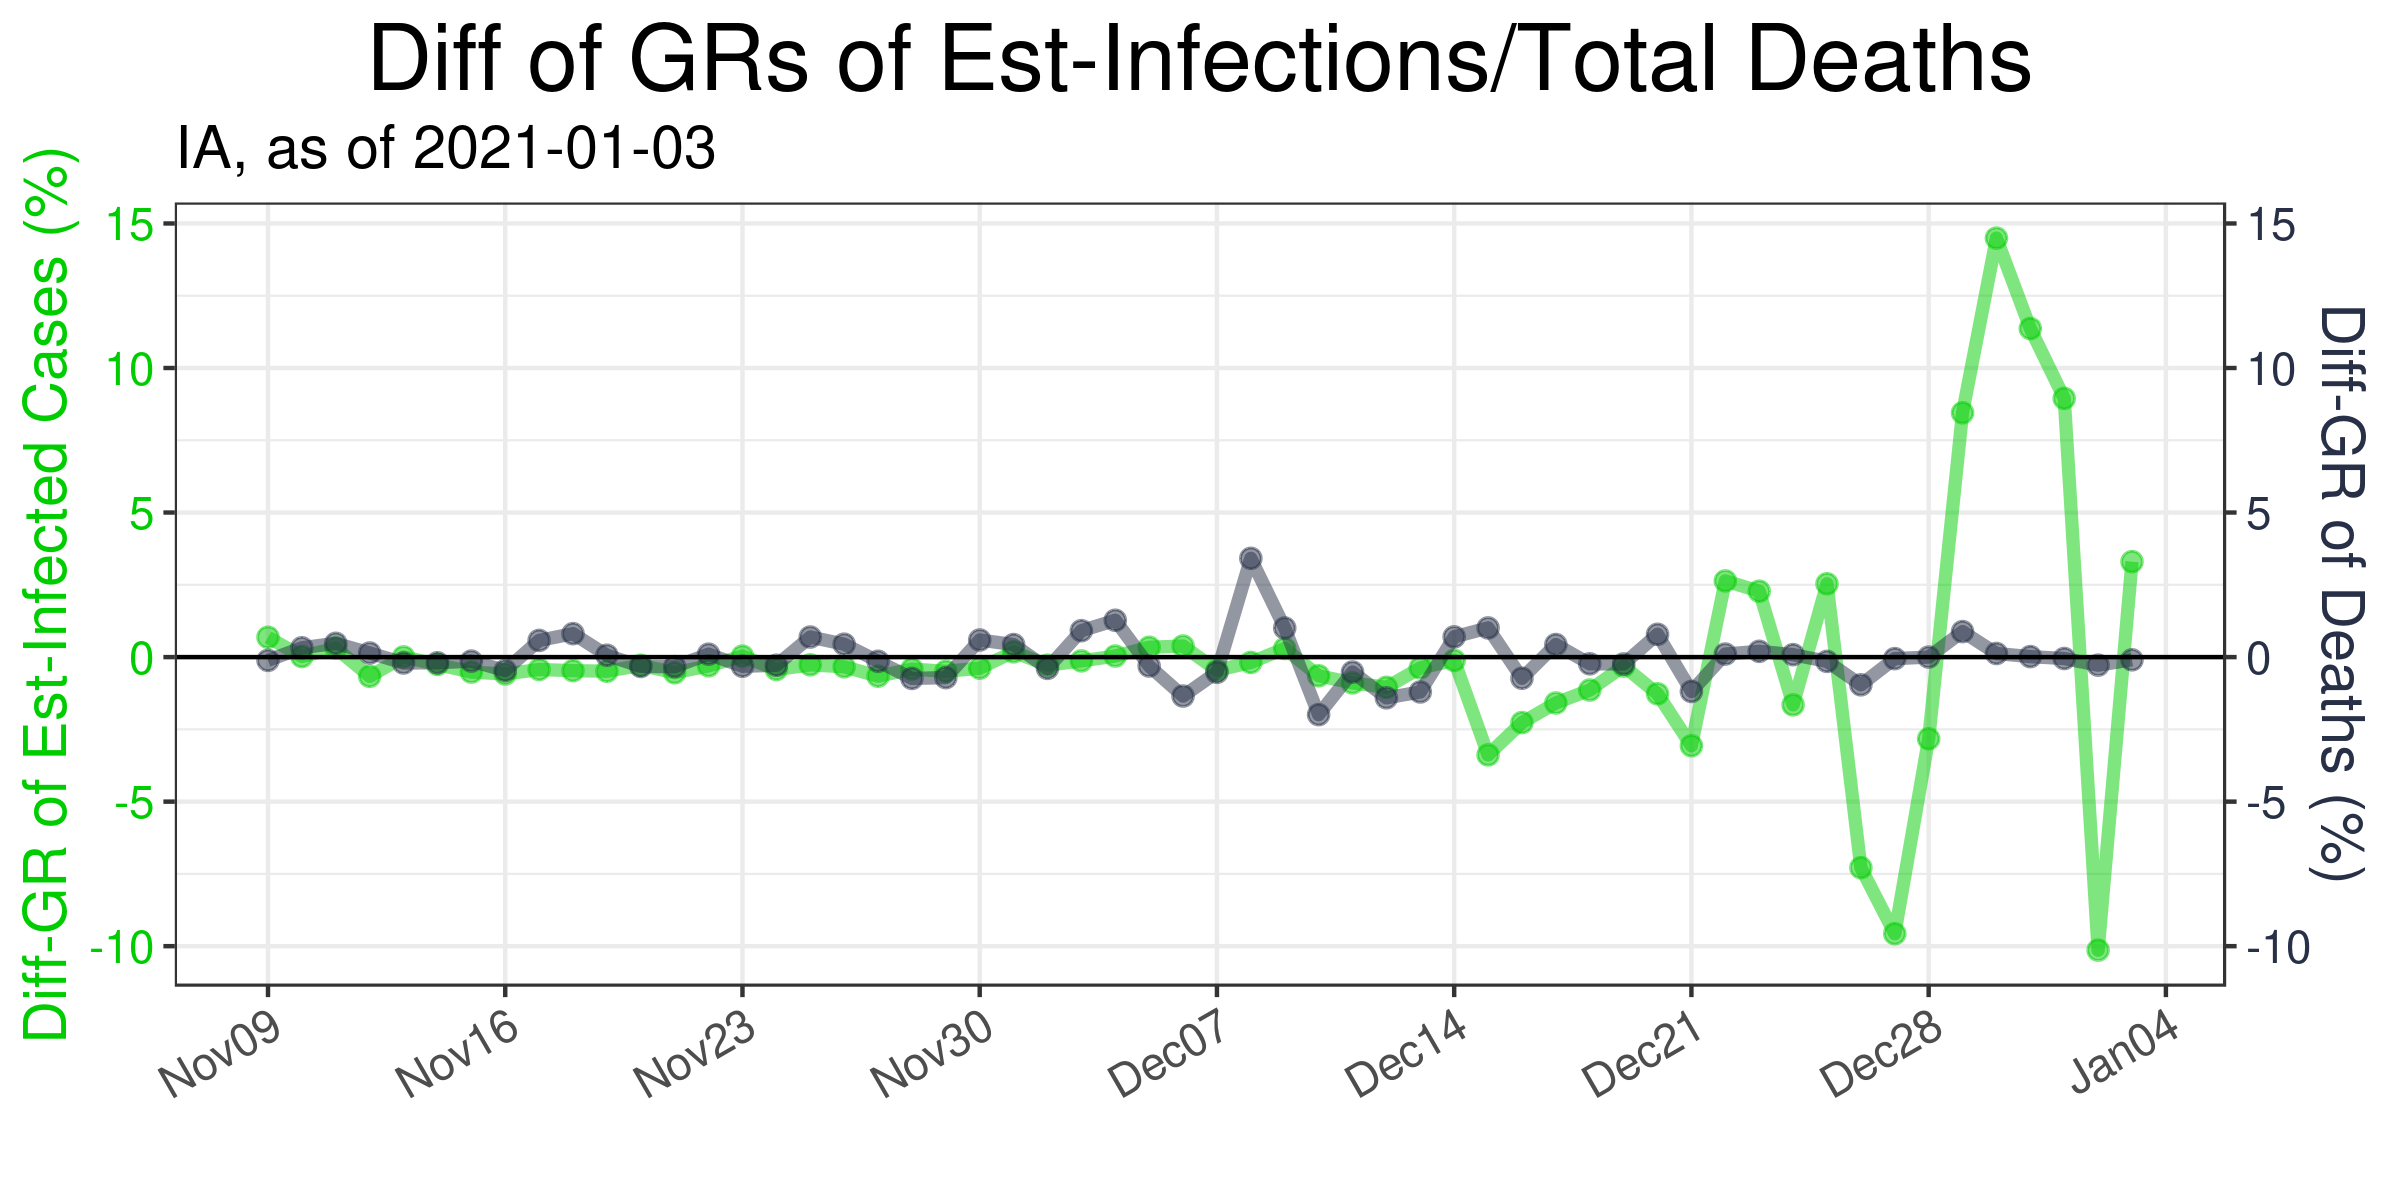 Diff of GRs of Est-Infections/Total Deaths
IA, as of 2021-01-03
Diff-GR of Est-Infected Cases (%)
15
10
5
0
-5
-10
15
10
5
0
-5
-10
Diff-GR of Deaths (%)
Nov09
Nov16
Nov23
Nov30
Dec07
Dec14
Dec21
Dec28
Jan04